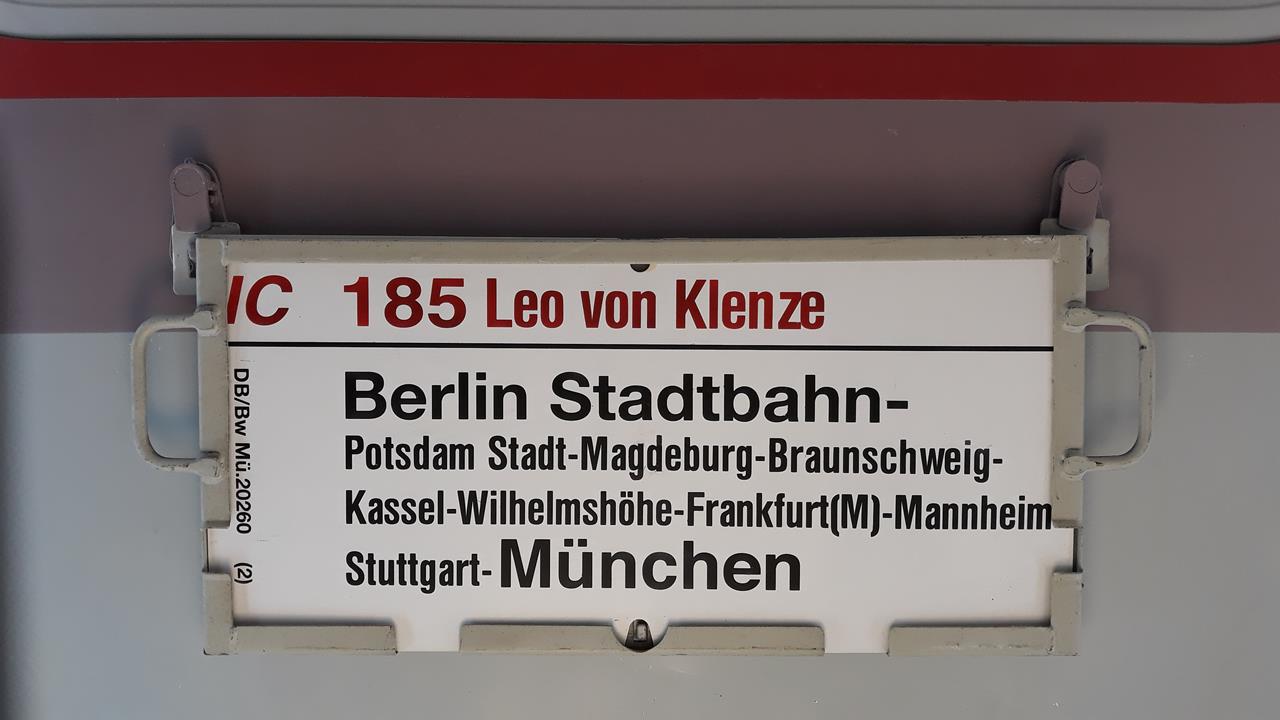 IC 185 Leo von Klenze
Berlin Stadtbahn-
Potsdam Stadt-Magdeburg-Braunschweig-
Kassel-Wilhelmshöhe-Frankfurt(M)-Mannheim
Stuttgart-München
DB/Bw Mü.20260 (2)